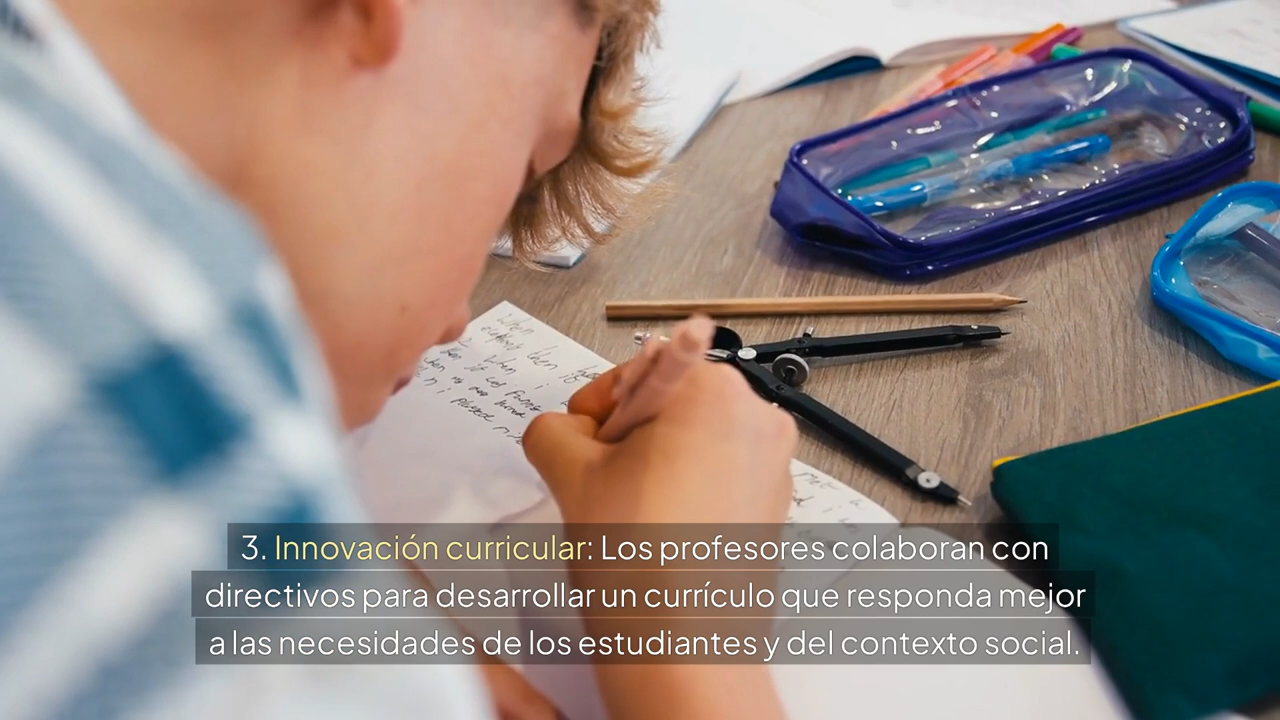 3. Innovación curricular: Los profesores colaboran con
directivos para desarrollar un currículo que responda mejor
a las necesidades de los estudiantes y del contexto social.